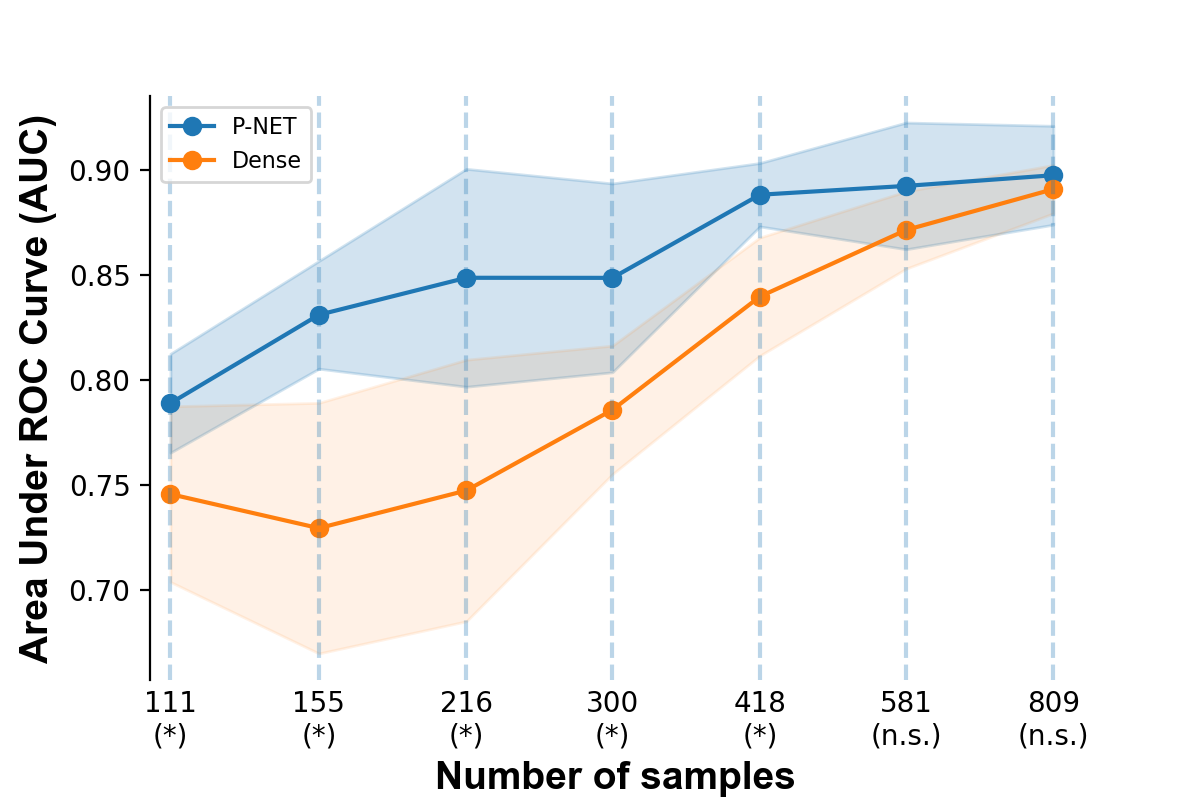 P-NET
Dense
Area Under ROC Curve (AUC)
0.90
0.85
0.80
0.75
0.70
111 155 216 300 418 581 809
(*) (*) (*) (*) (*) (n.s.) (n.s.)
Number of samples